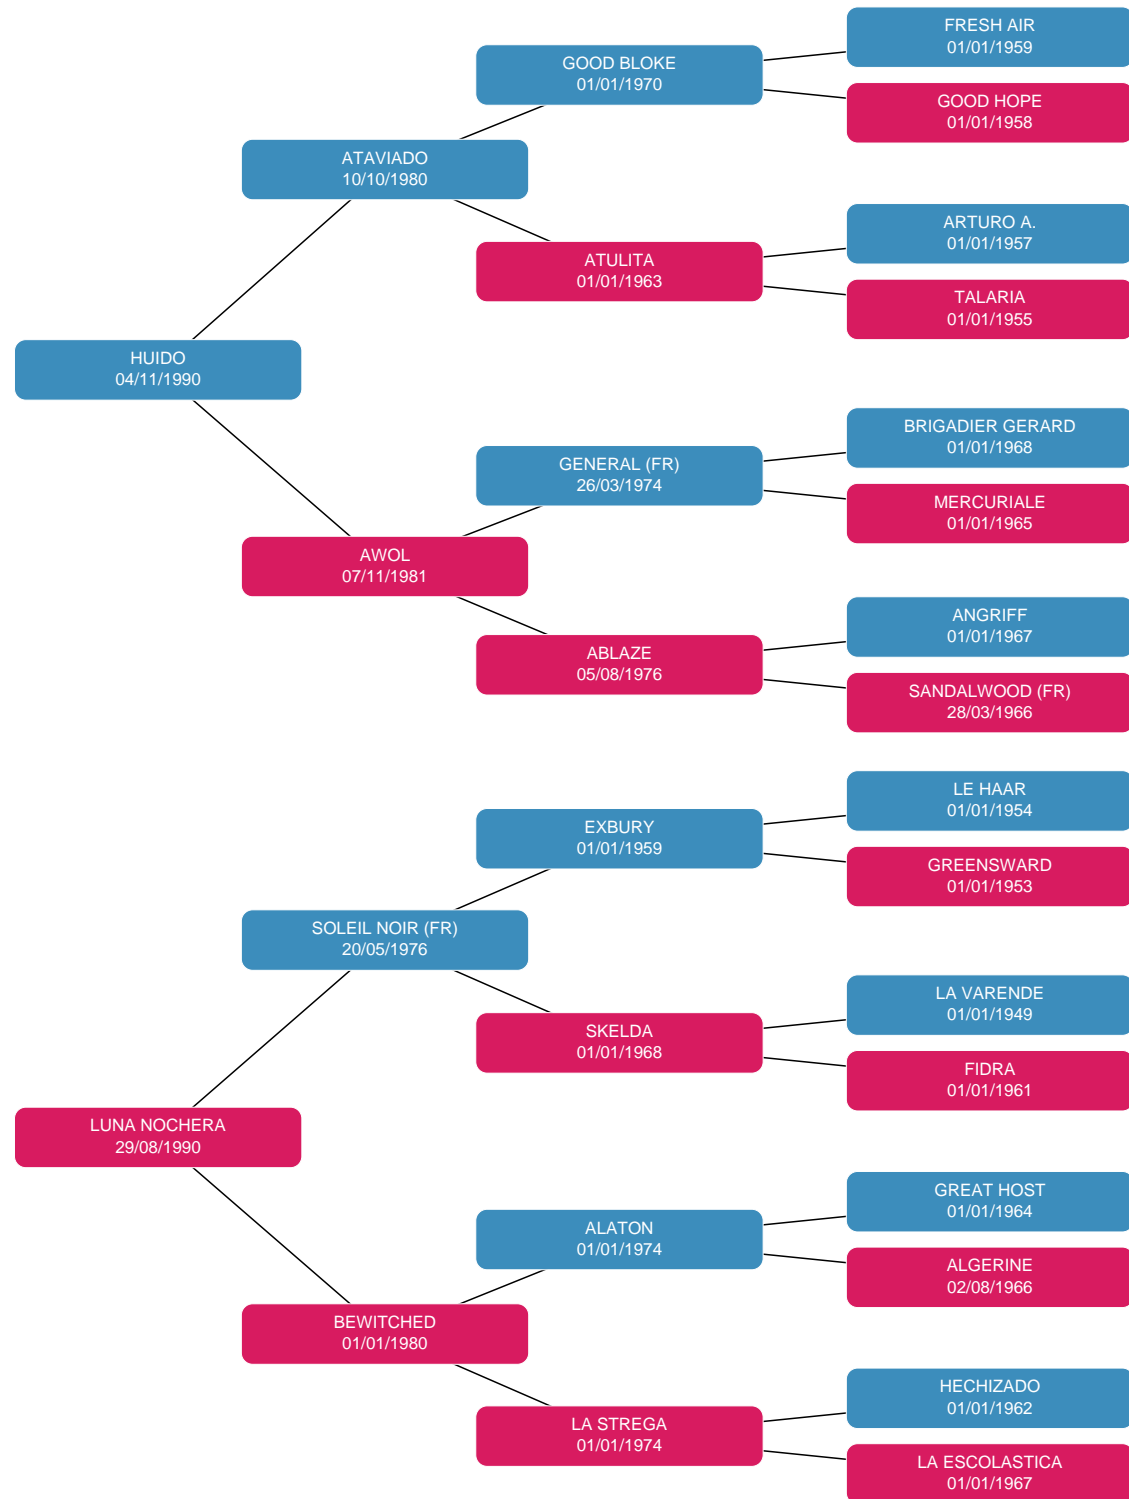 FRESH AIR
01/01/1959
GOOD BLOKE
01/01/1970
GOOD HOPE
01/01/1958
ATAVIADO
10/10/1980
ARTURO A.
01/01/1957
ATULITA
01/01/1963
TALARIA
01/01/1955
HUIDO
04/11/1990
BRIGADIER GERARD
01/01/1968
GENERAL (FR)
26/03/1974
MERCURIALE
01/01/1965
AWOL
07/11/1981
ANGRIFF
01/01/1967
ABLAZE
05/08/1976
SANDALWOOD (FR)
28/03/1966
LE HAAR
01/01/1954
EXBURY
01/01/1959
GREENSWARD
01/01/1953
SOLEIL NOIR (FR)
20/05/1976
LA VARENDE
01/01/1949
SKELDA
01/01/1968
FIDRA
01/01/1961
LUNA NOCHERA
29/08/1990
GREAT HOST
01/01/1964
ALATON
01/01/1974
ALGERINE
02/08/1966
BEWITCHED
01/01/1980
HECHIZADO
01/01/1962
LA STREGA
01/01/1974
LA ESCOLASTICA
01/01/1967